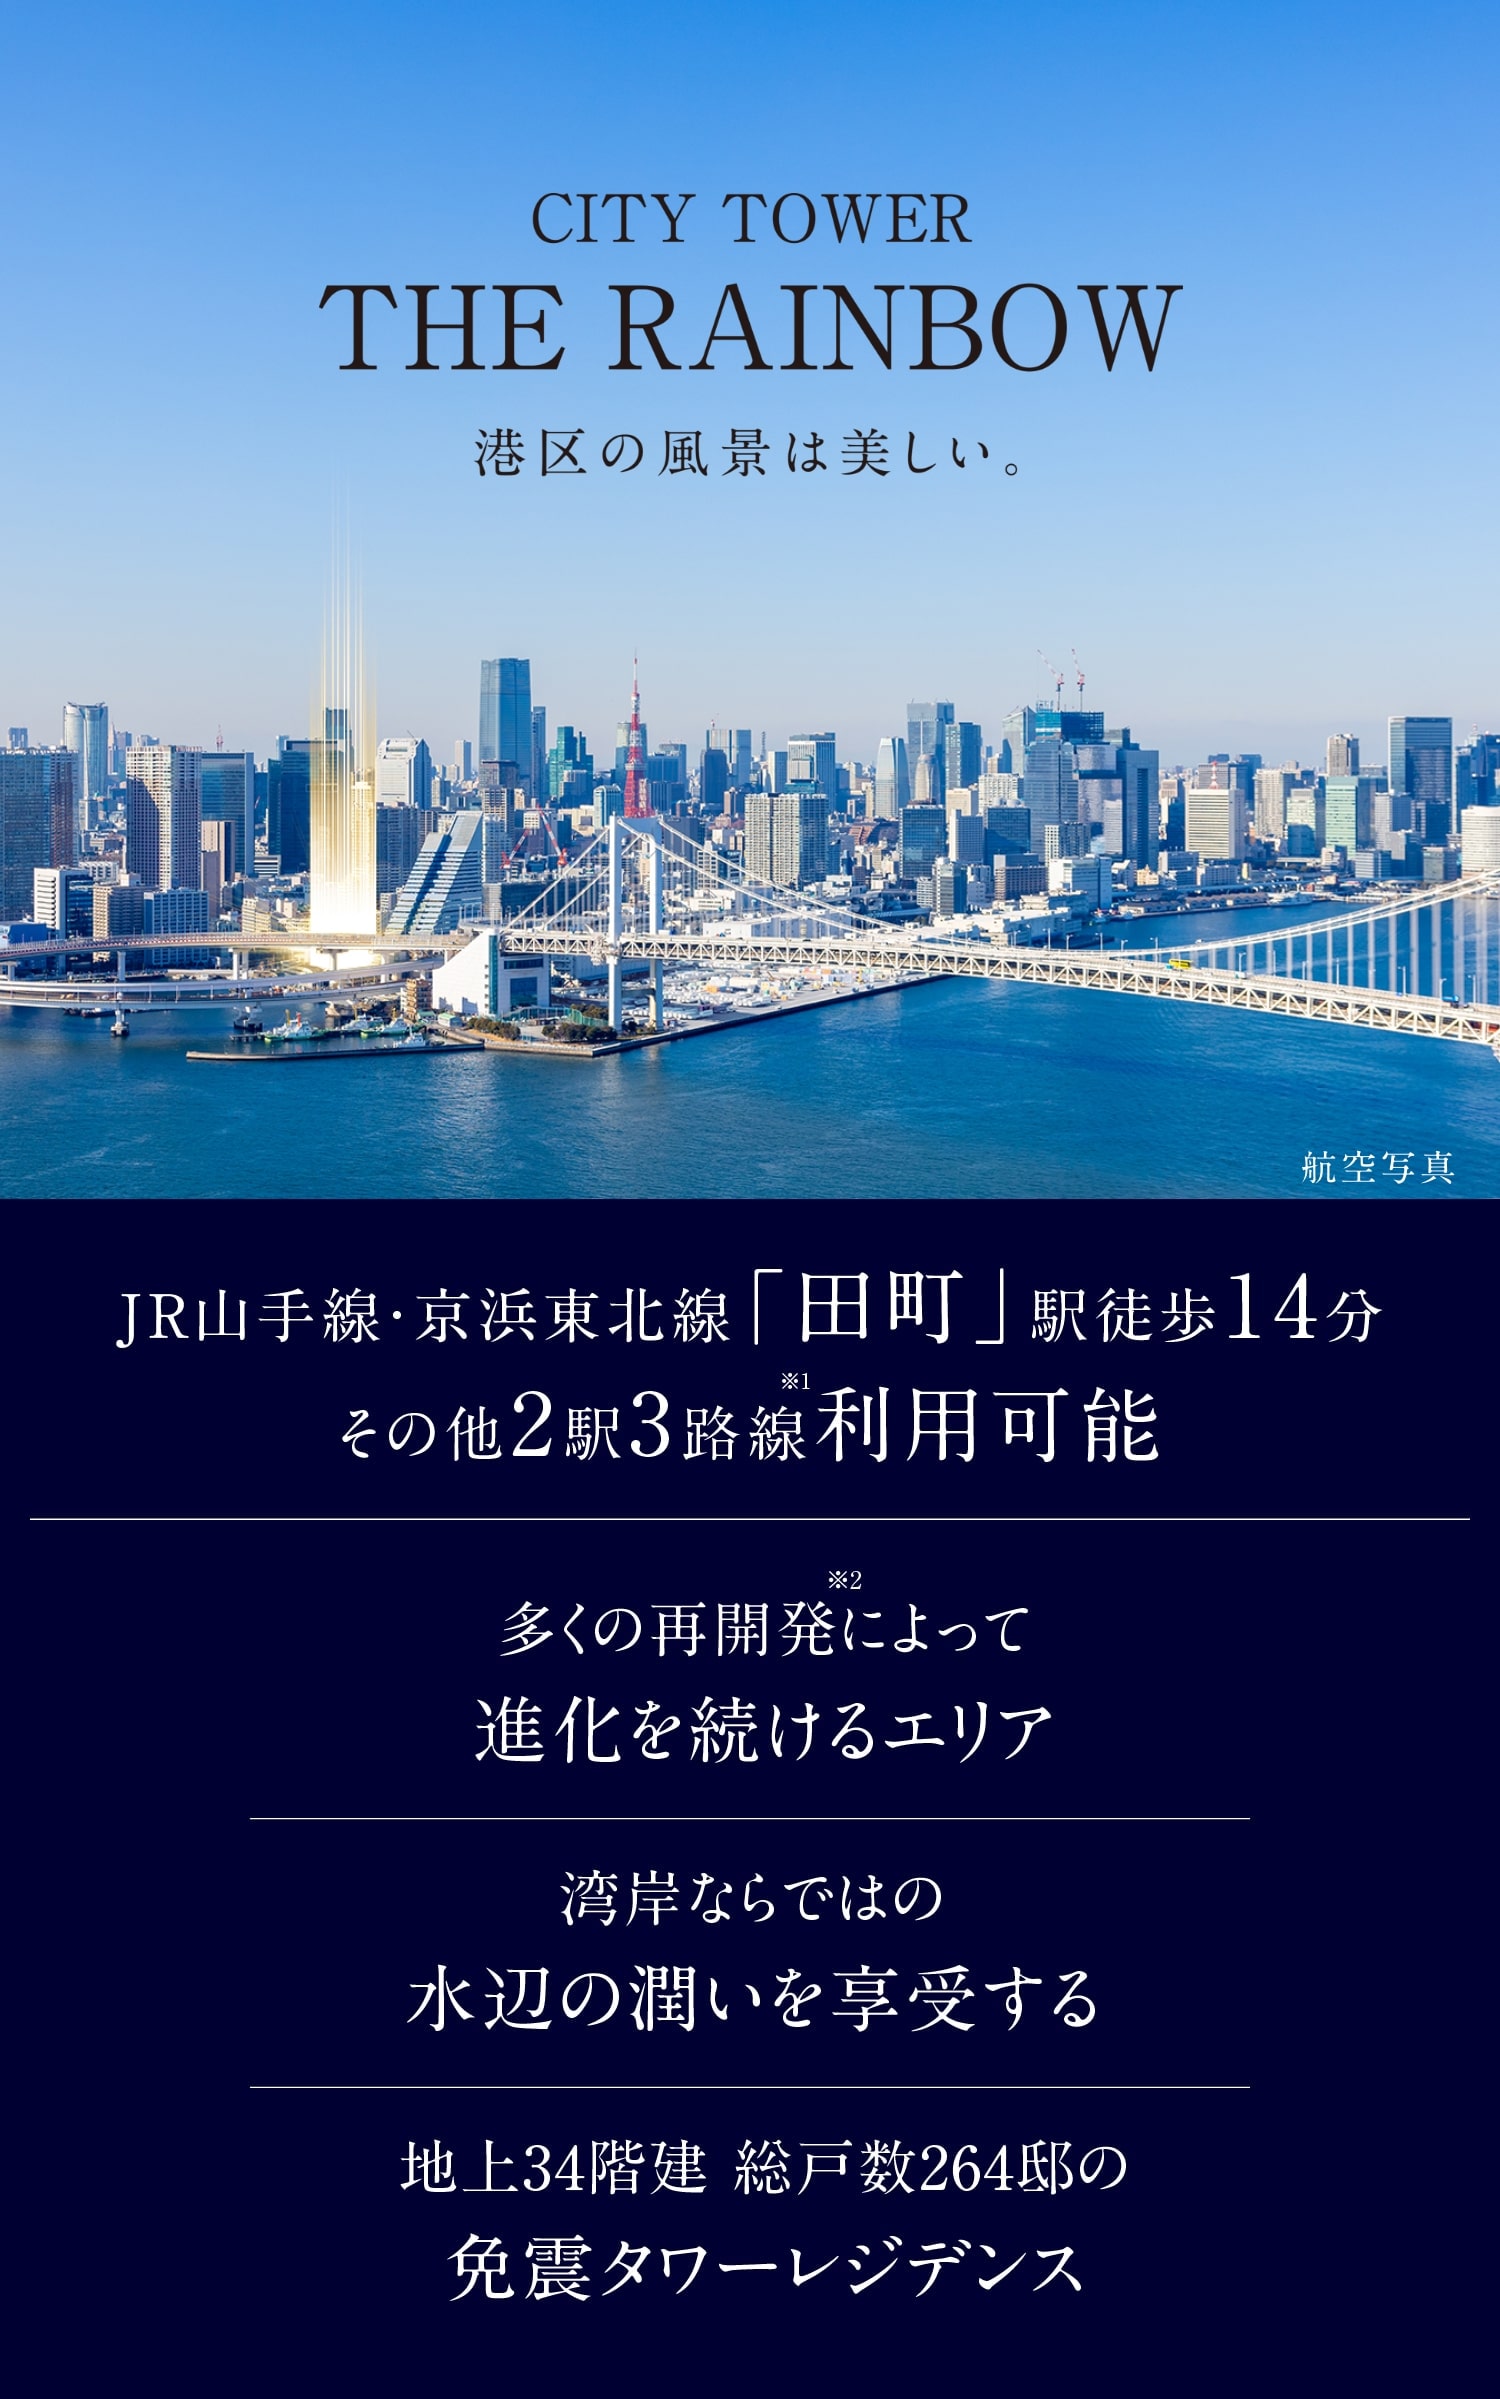 CITY TOWER
THE RAINBOW
港区の風景は美しい。
航空写真
JR山手線・京浜東北線「田町」駅徒歩14分
その他2駅3路線※1利用可能
多くの再開発※2によって
進化を続けるエリア
湾岸ならではの
水辺の潤いを享受する
地上34階建 総戸数264邸の
免震タワーレジデンス